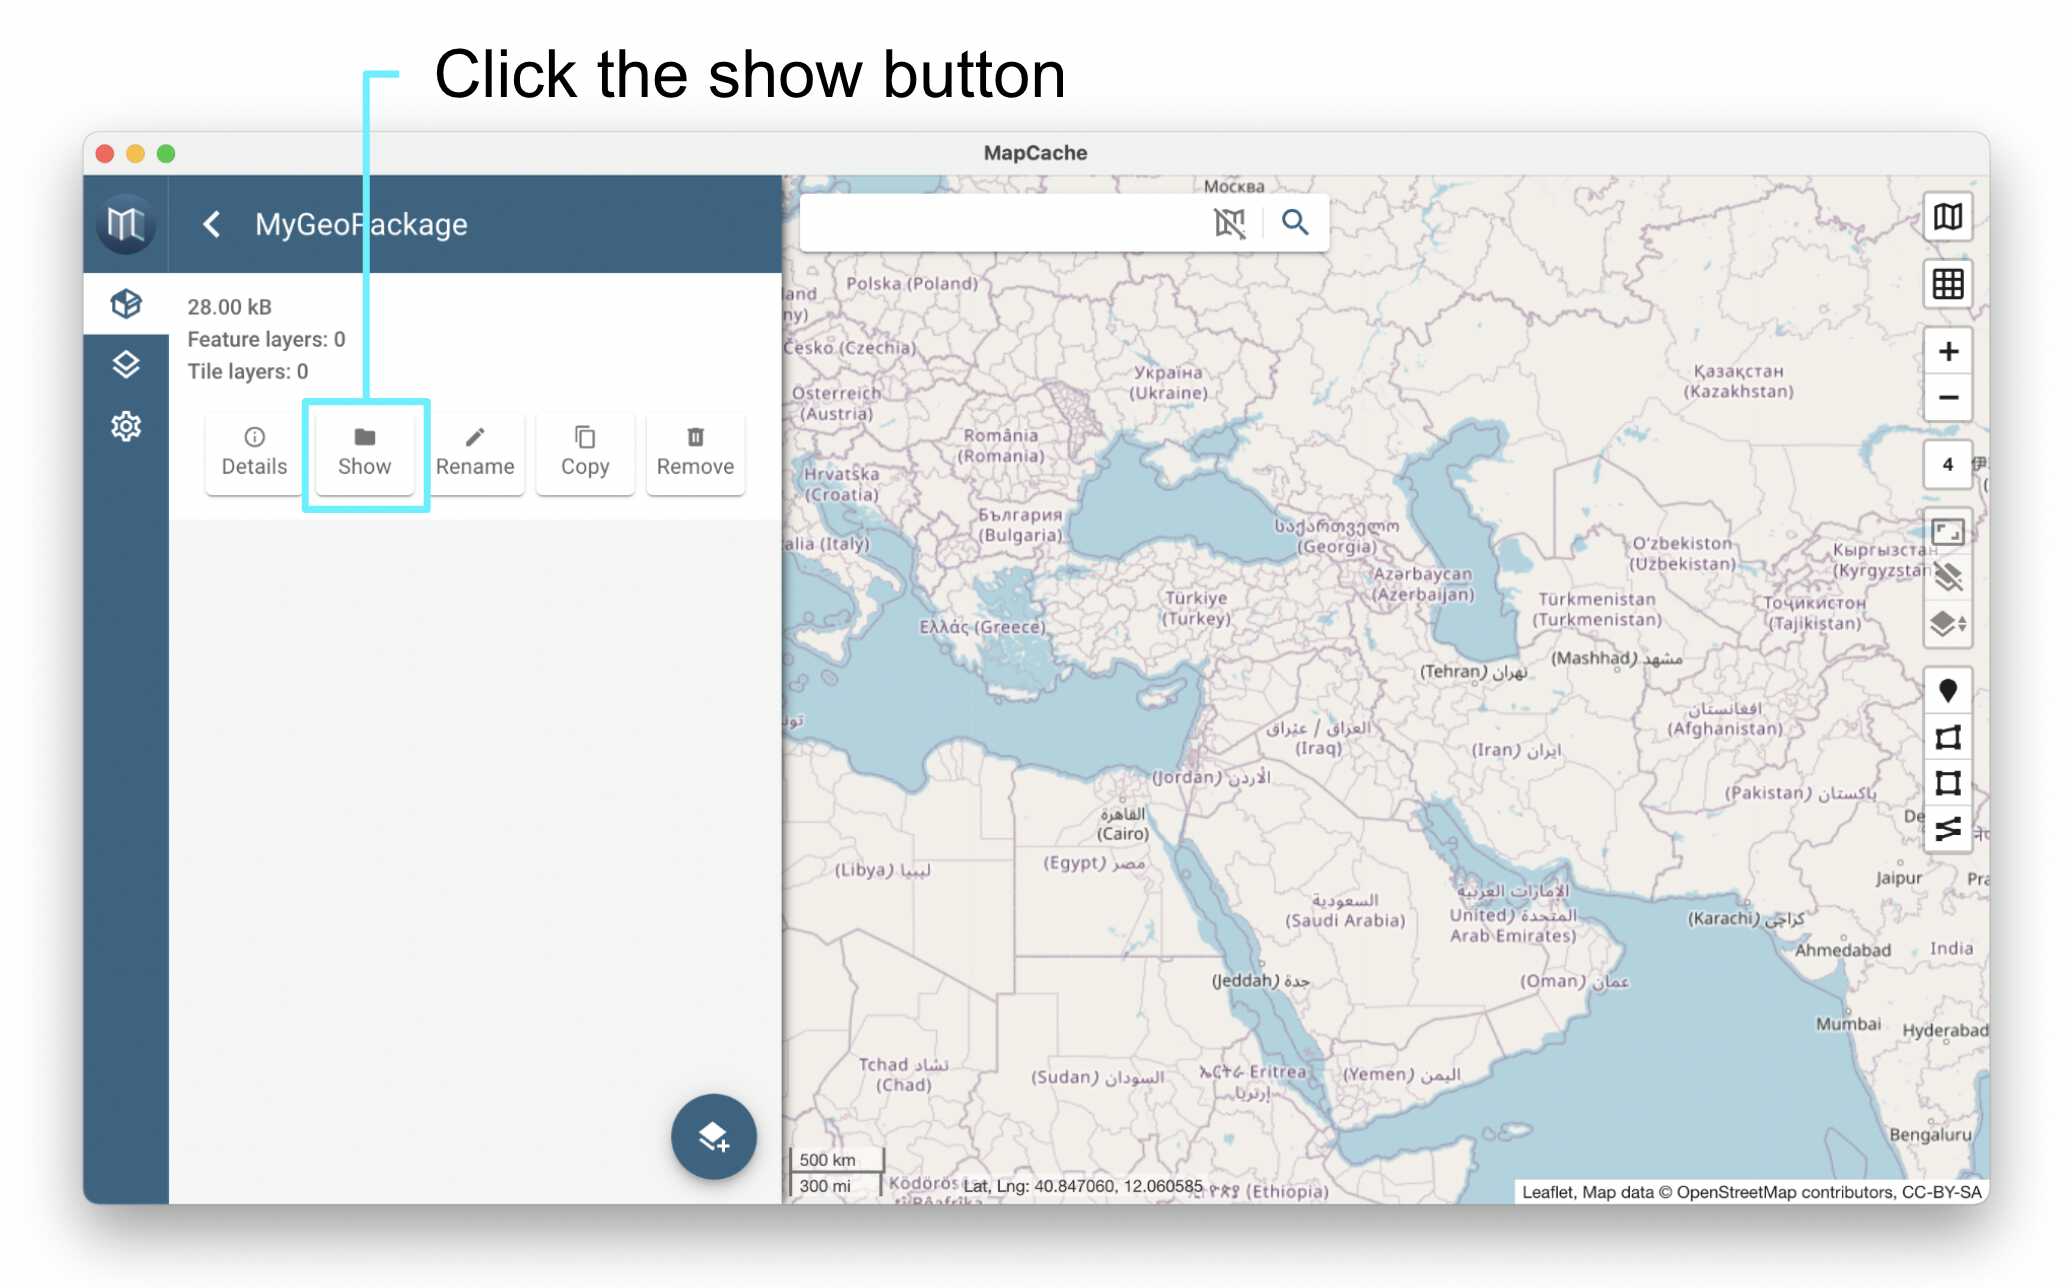 Click the show button
MapCache
MyGeoPackage
28.00 kB
Feature layers: 0
Tile layers: 0
Details
Show
Rename
Copy
Remove
Москва
Polska (Poland)
Česko (Czechia)
Österreich
(Austria)
Україна
(Ukraine)
Қазақстан
(Kazakhstan)
România
(Romania)
Hrvatska
(Croatia)
България
(Bulgaria)
alia (Italy)
საქართველო
(Georgia)
Azərbaycan
(Azerbaijan)
Oʻzbekiston
(Uzbekistan)
Кыргызстан
(Kyrgyzstan)
Türkiye
(Turkey)
Türkmenistan
(Turkmenistan)
Тоҷикистон
(Tajikistan)
Ελλάς (Greece)
(Tehran) تهران
(Mashhad) مشهد
افغانستان
(Afghanistan)
العراق / عێراق
(Iraq)
(Iran) ایران
(Jordan) الأردن
(Pakistan) پاکستان
القاهرة
(Cairo)
(Libya) ليبيا
(Egypt) مصر
Jaipur
السعودية
(Saudi Arabia)
الإمارات العربية
المتحدة (United
Arab Emirates)
(Karachi) کراچی
Ahmedabad
India
(Jeddah) جدة
(Oman) عمان
Mumbai
Hyderabad
Tchad تشاد
(Chad)
(Sudan) السودان
ኤርትራ Eritrea
إرتريا
(Yemen) اليمن
Bengaluru
(Ethiopia)
4
500 km
300 mi
Lat, Lng: 40.847060, 12.060585
Leaflet, Map data © OpenStreetMap contributors, CC-BY-SA